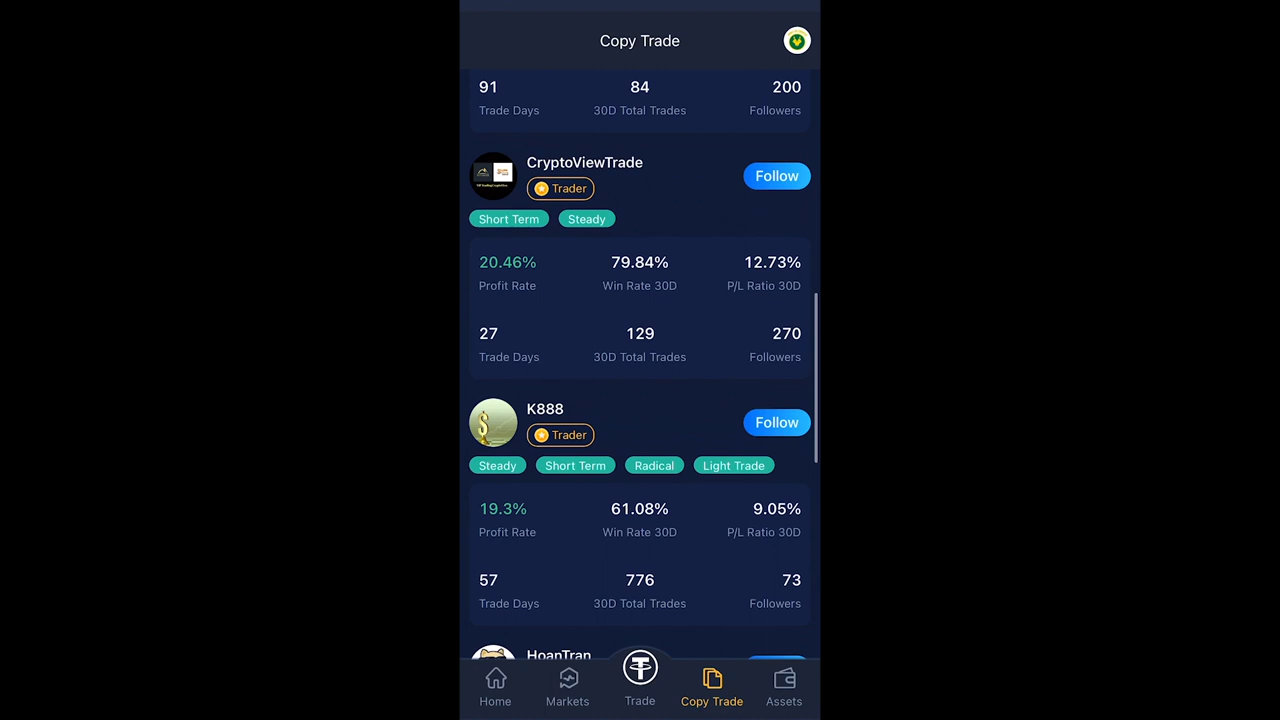 Copy Trade
91 84 200
Trade Days 30D Total Trades Followers
CryptoViewTrade
Trader
Follow
Short Term Steady
20.46% 79.84% 12.73%
Profit Rate Win Rate 30D P/L Ratio 30D
27 129 270
Trade Days 30D Total Trades Followers
K888
Trader
Follow
Steady Short Term Radical Light Trade
19.3% 61.08% 9.05%
Profit Rate Win Rate 30D P/L Ratio 30D
57 776 73
Trade Days 30D Total Trades Followers
HoanTran
Home Markets Trade Copy Trade Assets